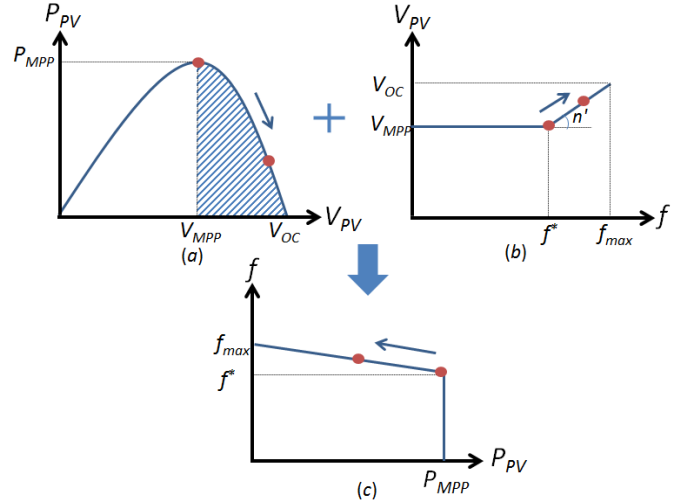 P_PV
P_MPP
V_MPP
V_OC
V_PV
(a)
+
V_PV
V_OC
V_MPP
n'
f*
f_max
f
(b)
f
f_max
f*
P_MPP
P_PV
(c)